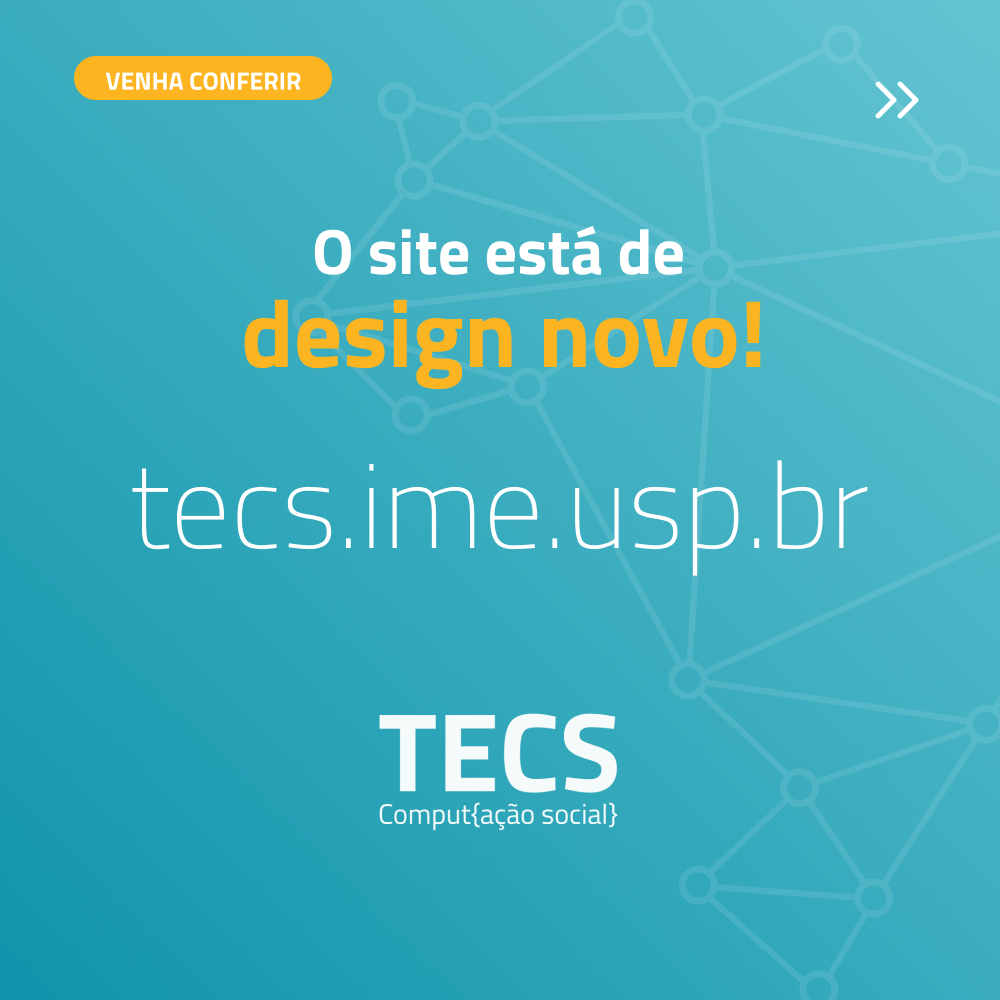 VENHA CONFERIR
O site está de
design novo!
tecs.ime.usp.br
TECS
Comput{ação social}